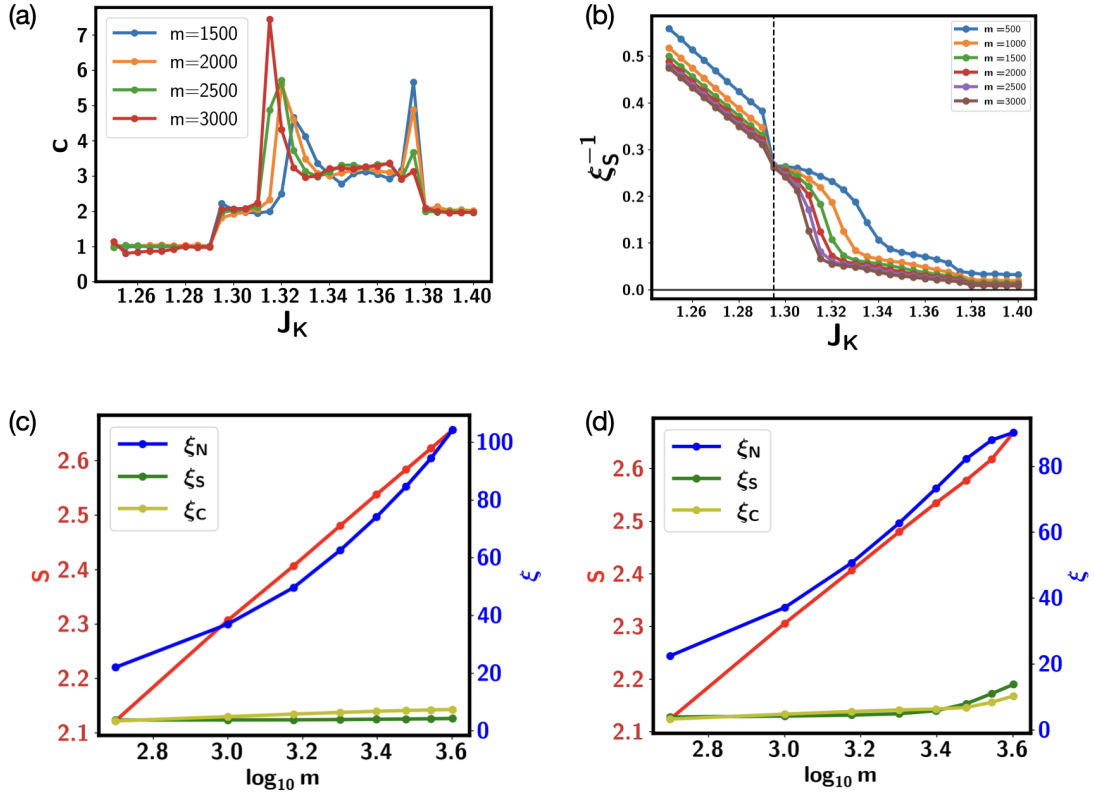 (a)
7
6
5
4
3
2
1
0
c
m=1500
m=2000
m=2500
m=3000
1.26 1.28 1.30 1.32 1.34 1.36 1.38 1.40
J_K
(b)
0.5
0.4
0.3
0.2
0.1
0.0
ξ_S^{-1}
m =500
m =1000
m =1500
m =2000
m =2500
m =3000
1.26 1.28 1.30 1.32 1.34 1.36 1.38 1.40
J_K
(c)
2.6
2.5
2.4
2.3
2.2
2.1
S
ξ_N
ξ_S
ξ_C
100
80
60
40
20
0
ξ
2.8 3.0 3.2 3.4 3.6
log₁₀ m
(d)
2.6
2.5
2.4
2.3
2.2
2.1
S
ξ_N
ξ_S
ξ_C
80
60
40
20
0
ξ
2.8 3.0 3.2 3.4 3.6
log₁₀ m